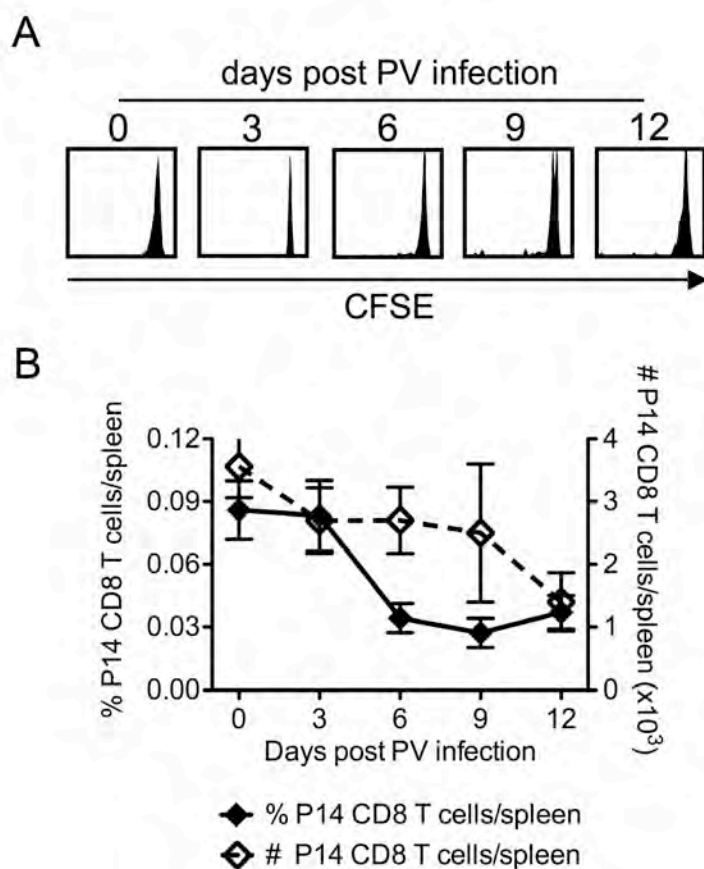 A
days post PV infection
0 3 6 9 12
CFSE
B
% P14 CD8 T cells/spleen
0.12
0.09
0.06
0.03
0.00
# P14 CD8 T cells/spleen (x10³)
4
3
2
1
0
0 3 6 9 12
Days post PV infection
% P14 CD8 T cells/spleen
# P14 CD8 T cells/spleen